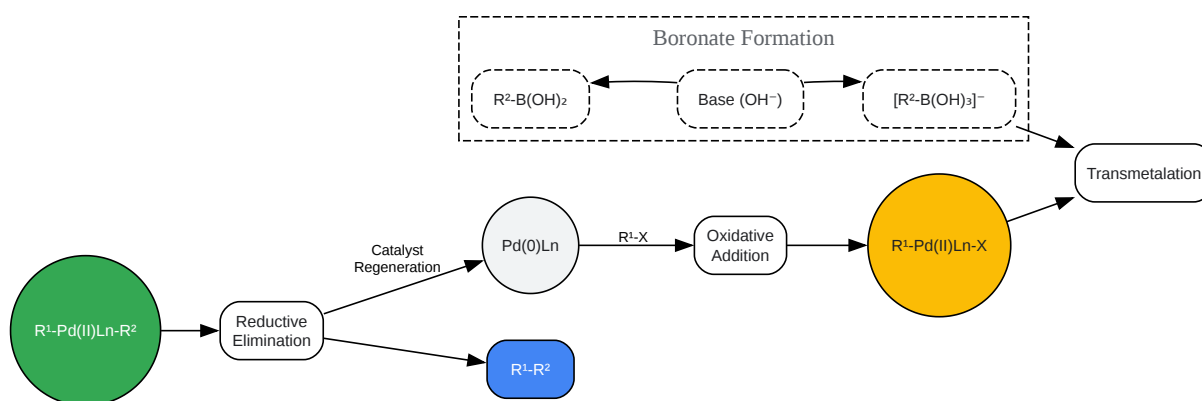 Boronate Formation
R²-B(OH)₂
Base (OH⁻)
[R²-B(OH)₃]⁻
Transmetalation
Pd(0)Ln
R¹-X
Oxidative
Addition
R¹-Pd(II)Ln-X
Catalyst
Regeneration
R¹-Pd(II)Ln-R²
Reductive
Elimination
R¹-R²